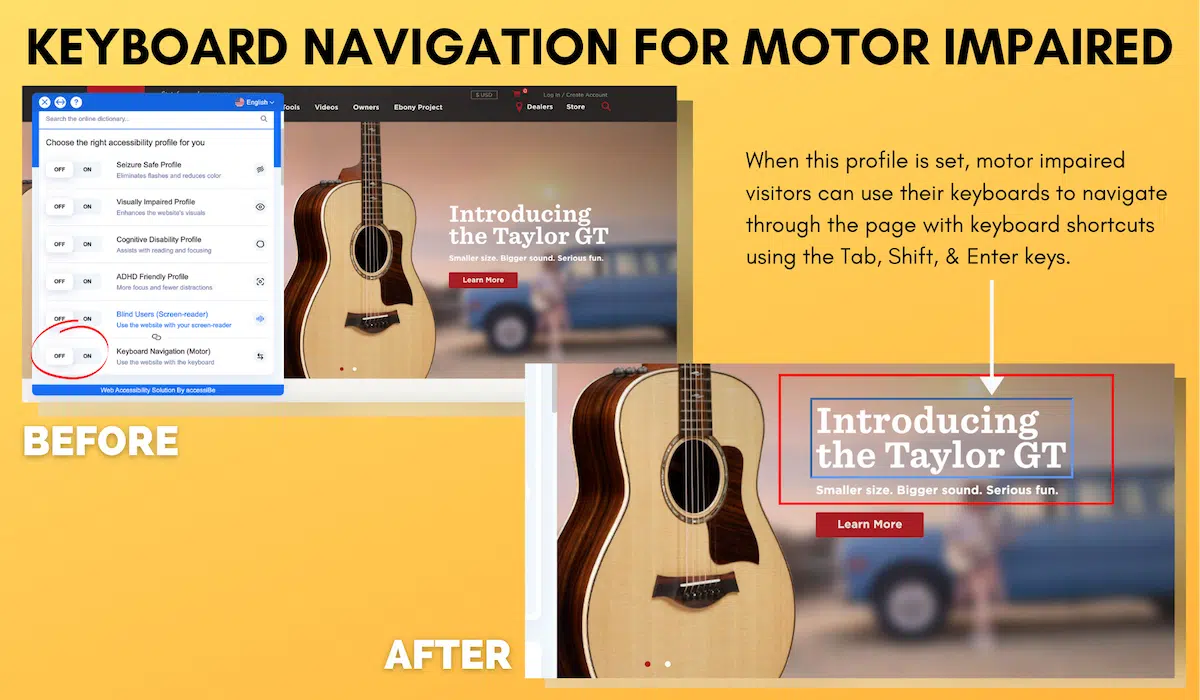 KEYBOARD NAVIGATION FOR MOTOR IMPAIRED
English
Tools Videos Owners Ebony Project
$ USD
0
Log In / Create Account
Dealers Store
Search the online dictionary...
Choose the right accessibility profile for you
OFF ON Seizure Safe Profile
Eliminates flashes and reduces color
OFF ON Visually Impaired Profile
Enhances the website's visuals
OFF ON Cognitive Disability Profile
Assists with reading and focusing
OFF ON ADHD Friendly Profile
More focus and fewer distractions
OFF ON Blind Users (Screen-reader)
Use the website with your screen-reader
OFF ON Keyboard Navigation (Motor)
Use the website with the keyboard
Web Accessibility Solution By accessiBe
Introducing
the Taylor GT
Smaller size. Bigger sound. Serious fun.
Learn More
BEFORE
When this profile is set, motor impaired
visitors can use their keyboards to navigate
through the page with keyboard shortcuts
using the Tab, Shift, & Enter keys.
Introducing
the Taylor GT
Smaller size. Bigger sound. Serious fun.
Learn More
AFTER